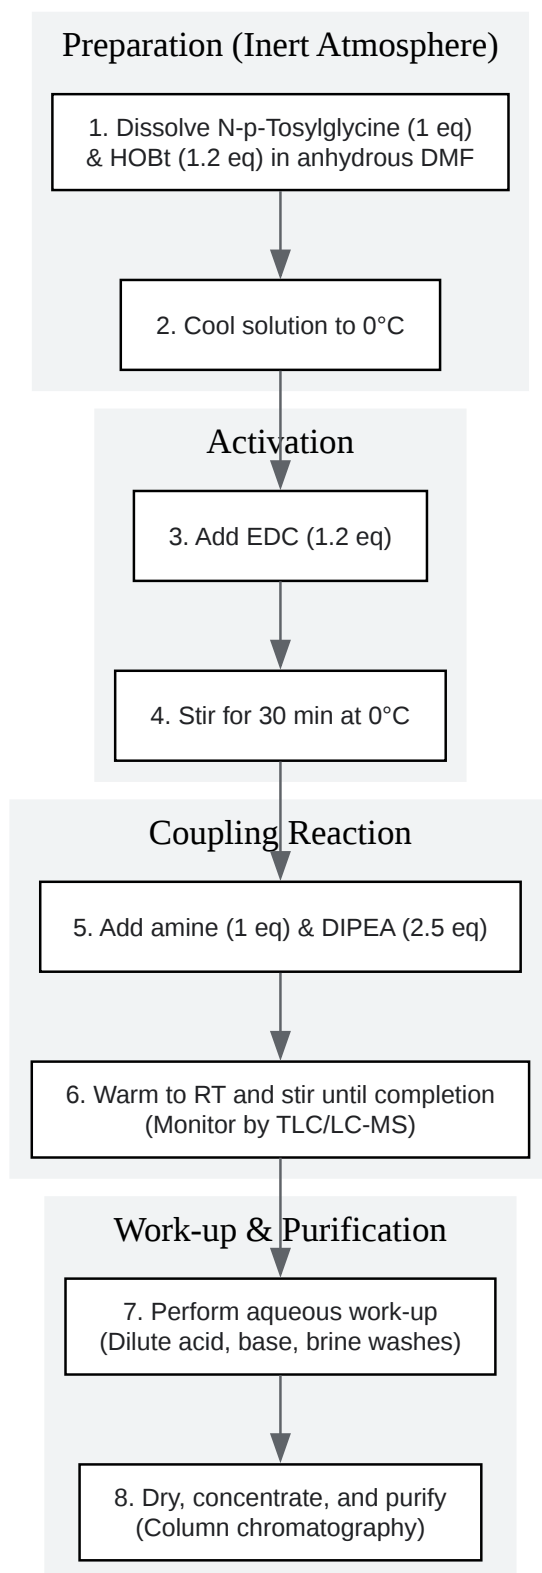 Preparation (Inert Atmosphere)
1. Dissolve N-p-Tosylglycine (1 eq)
& HOBt (1.2 eq) in anhydrous DMF
2. Cool solution to 0°C
Activation
3. Add EDC (1.2 eq)
4. Stir for 30 min at 0°C
Coupling Reaction
5. Add amine (1 eq) & DIPEA (2.5 eq)
6. Warm to RT and stir until completion
(Monitor by TLC/LC-MS)
Work-up & Purification
7. Perform aqueous work-up
(Dilute acid, base, brine washes)
8. Dry, concentrate, and purify
(Column chromatography)